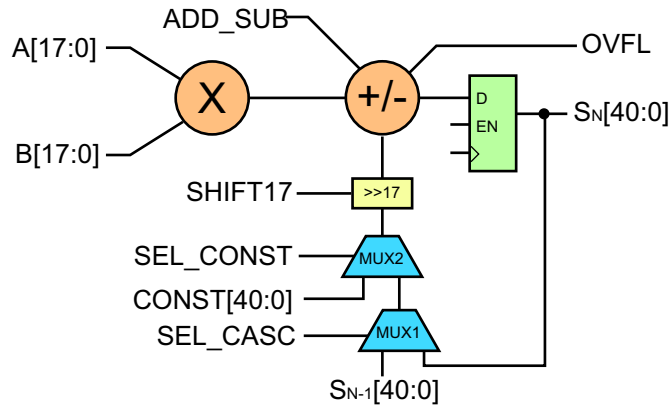 ADD_SUB
A[17:0]
OVFL
X
+/-
D
SN[40:0]
EN
B[17:0]
SHIFT17
>>17
SEL_CONST
MUX2
CONST[40:0]
SEL_CASC
MUX1
SN-1[40:0]